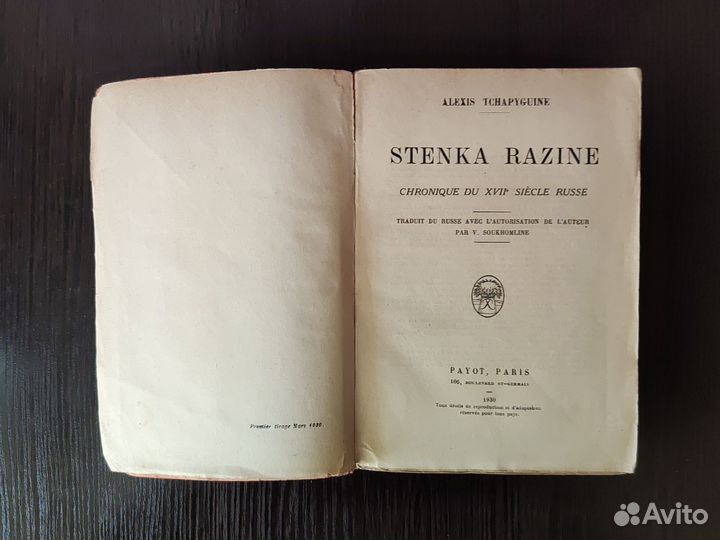 Premier tirage Mars 1930.
ALEXIS TCHAPYGUINE
STENKA RAZINE
CHRONIQUE DU XVIIe SIÈCLE RUSSE
TRADUIT DU RUSSE AVEC L'AUTORISATION DE L'AUTEUR
PAR V. SOUKHOMLINE
PAYOT, PARIS
106, BOULEVARD ST-GERMAIN
1930
Tous droits de reproduction et d'adaptation
réservés pour tous pays.
Avito